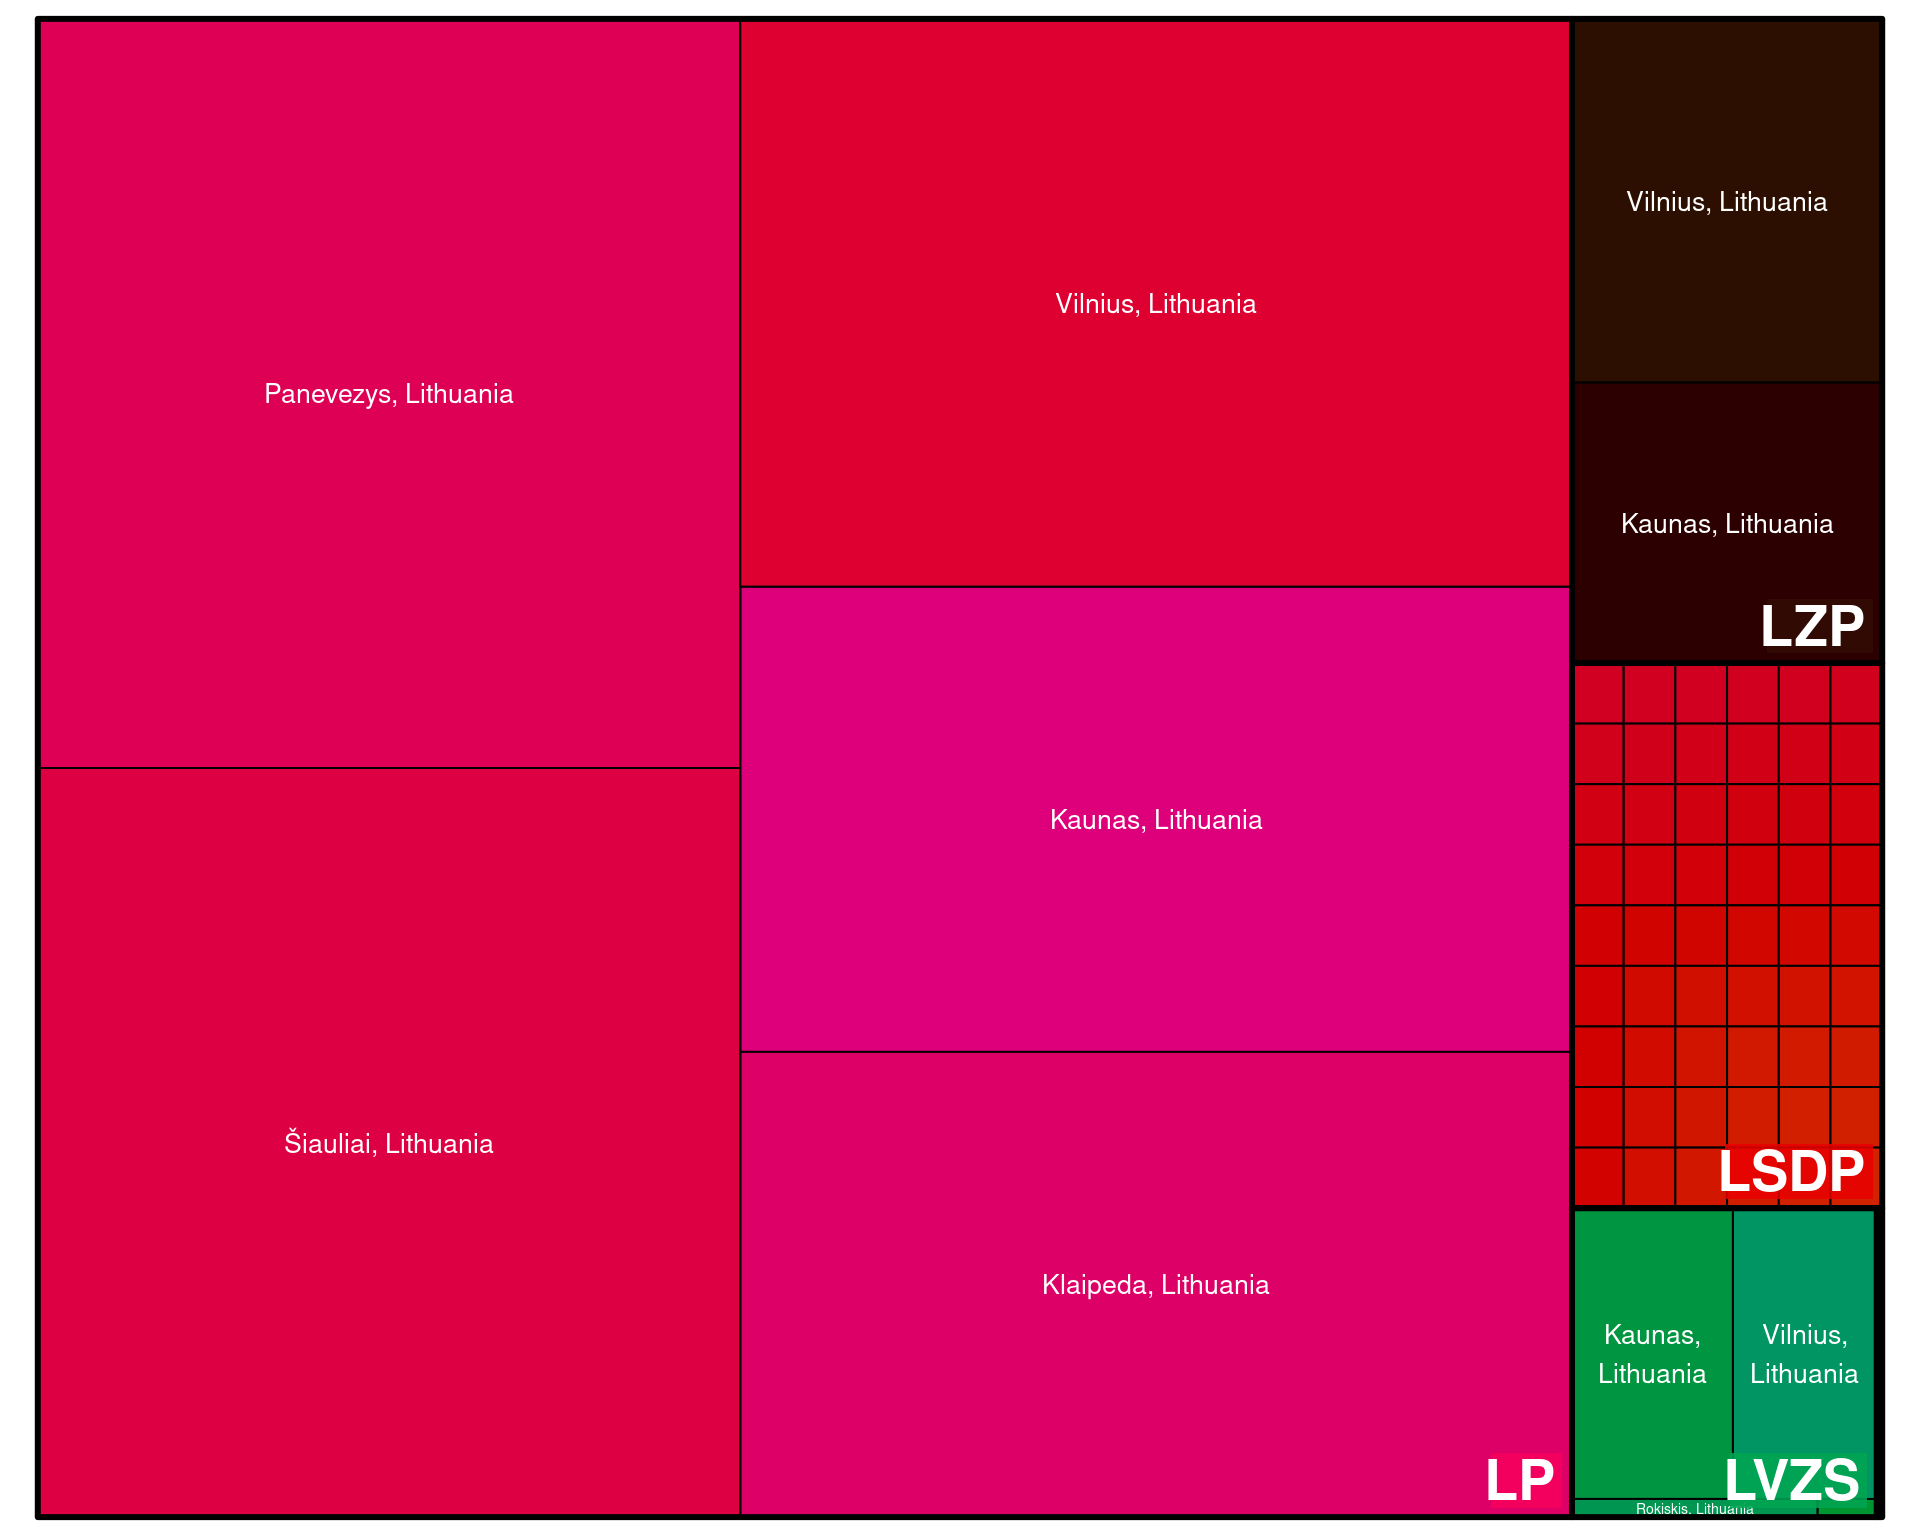 Panevezys, Lithuania
Šiauliai, Lithuania
Vilnius, Lithuania
Kaunas, Lithuania
Klaipeda, Lithuania
LP
Vilnius, Lithuania
Kaunas, Lithuania
LZP
LSDP
Kaunas,
Lithuania
Vilnius,
Lithuania
LVZS
Rokiskis, Lithuania